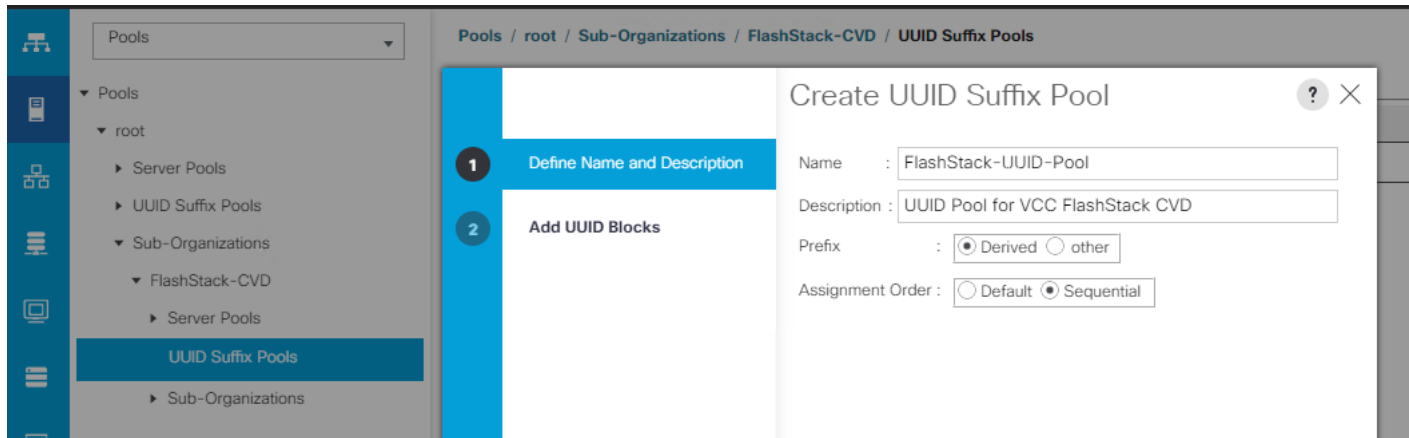 Pools
Pools / root / Sub-Organizations / FlashStack-CVD / UUID Suffix Pools
Pools
root
Server Pools
UUID Suffix Pools
Sub-Organizations
FlashStack-CVD
Server Pools
UUID Suffix Pools
Sub-Organizations
1 Define Name and Description
2 Add UUID Blocks
Create UUID Suffix Pool ?
Name : FlashStack-UUID-Pool
Description : UUID Pool for VCC FlashStack CVD
Prefix : Derived other
Assignment Order : Default Sequential